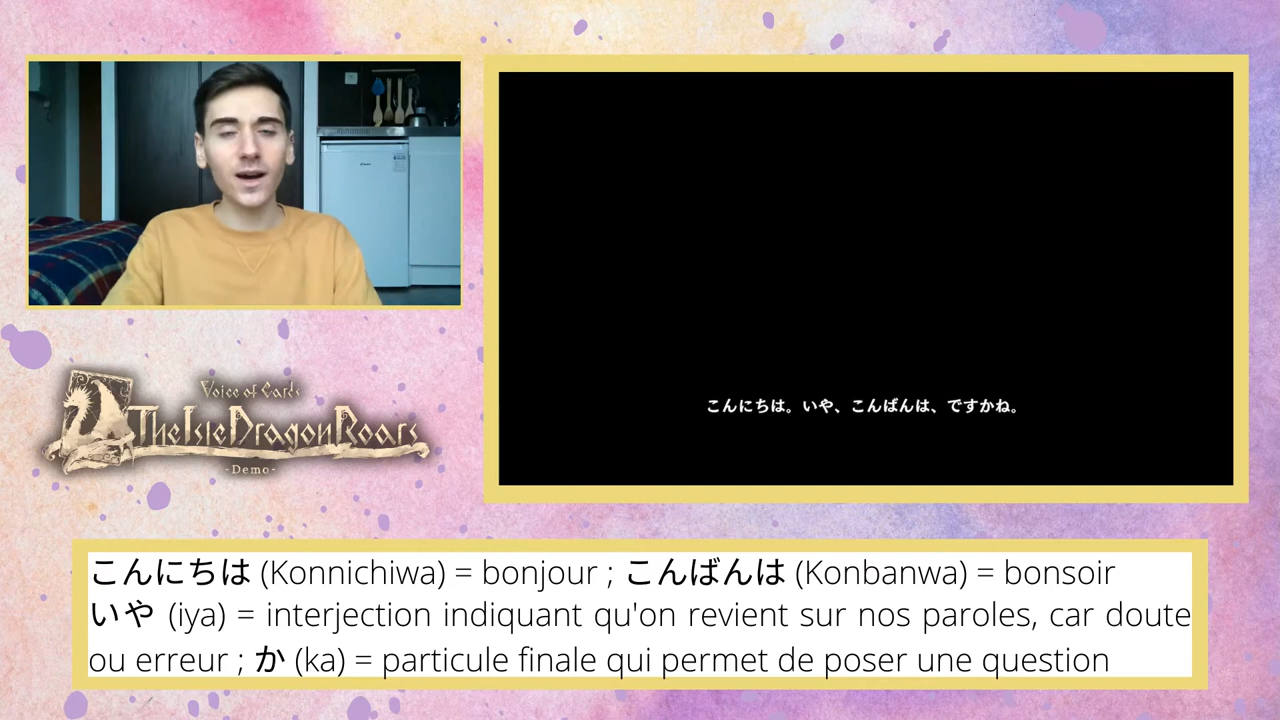 Voice of Cards
The Isle Dragon Roars
-Demo-
こんにちは。いや、こんばんは、ですかね。
こんにちは (Konnichiwa) = bonjour ; こんばんは (Konbanwa) = bonsoir
いや (iya) = interjection indiquant qu'on revient sur nos paroles, car doute
ou erreur ; か (ka) = particule finale qui permet de poser une question